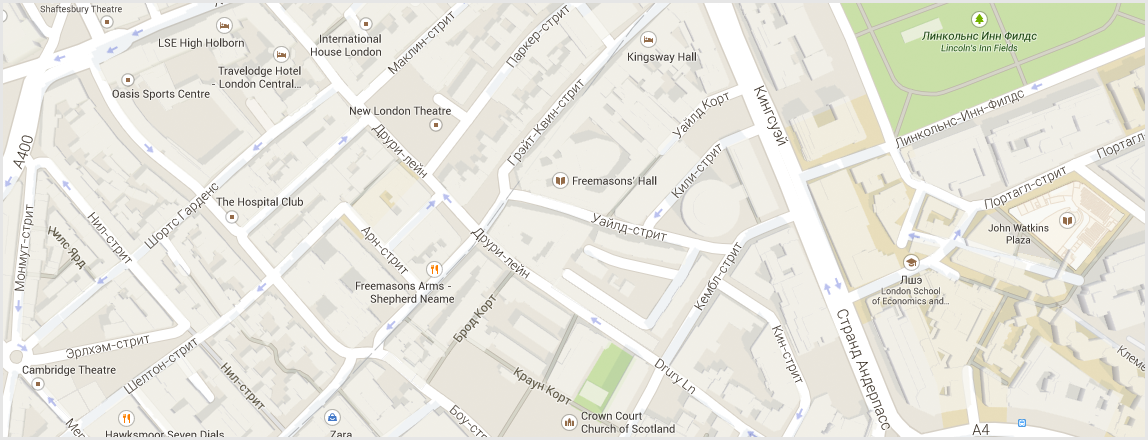 Shaftesbury Theatre
LSE High Holborn
International
House London
Маклин-стрит
Паркер-стрит
Kingsway Hall
Линкольнс Инн Филдс
Lincoln's Inn Fields
Travelodge Hotel
- London Central...
Oasis Sports Centre
New London Theatre
Друри-лейн
Грэйт-Квин-стрит
Уайлд Корт
Кингсуэй
Линкольнс-Инн-Филдс
A400
Шортс Гарденс
The Hospital Club
Freemasons' Hall
Кили-стрит
Портагл-стрит
Портагл-
John Watkins
Plaza
Монмут-стрит
Нилс Ярд
Нил-стрит
Арн-стрит
Друри-лейн
Уайлд-стрит
Freemasons Arms -
Shepherd Neame
Кембл-стрит
Лшэ
London School
of Economics and...
Брод Корт
Эрлхэм-стрит
Шелтон-стрит
Cambridge Theatre
Нил-стрит
Краун Корт
Drury Ln
Кин-стрит
Странд Андерпасс
Клеме
Ме
Hawksmoor Seven Dials
Zara
Боу-стр
Crown Court
Church of Scotland
A4